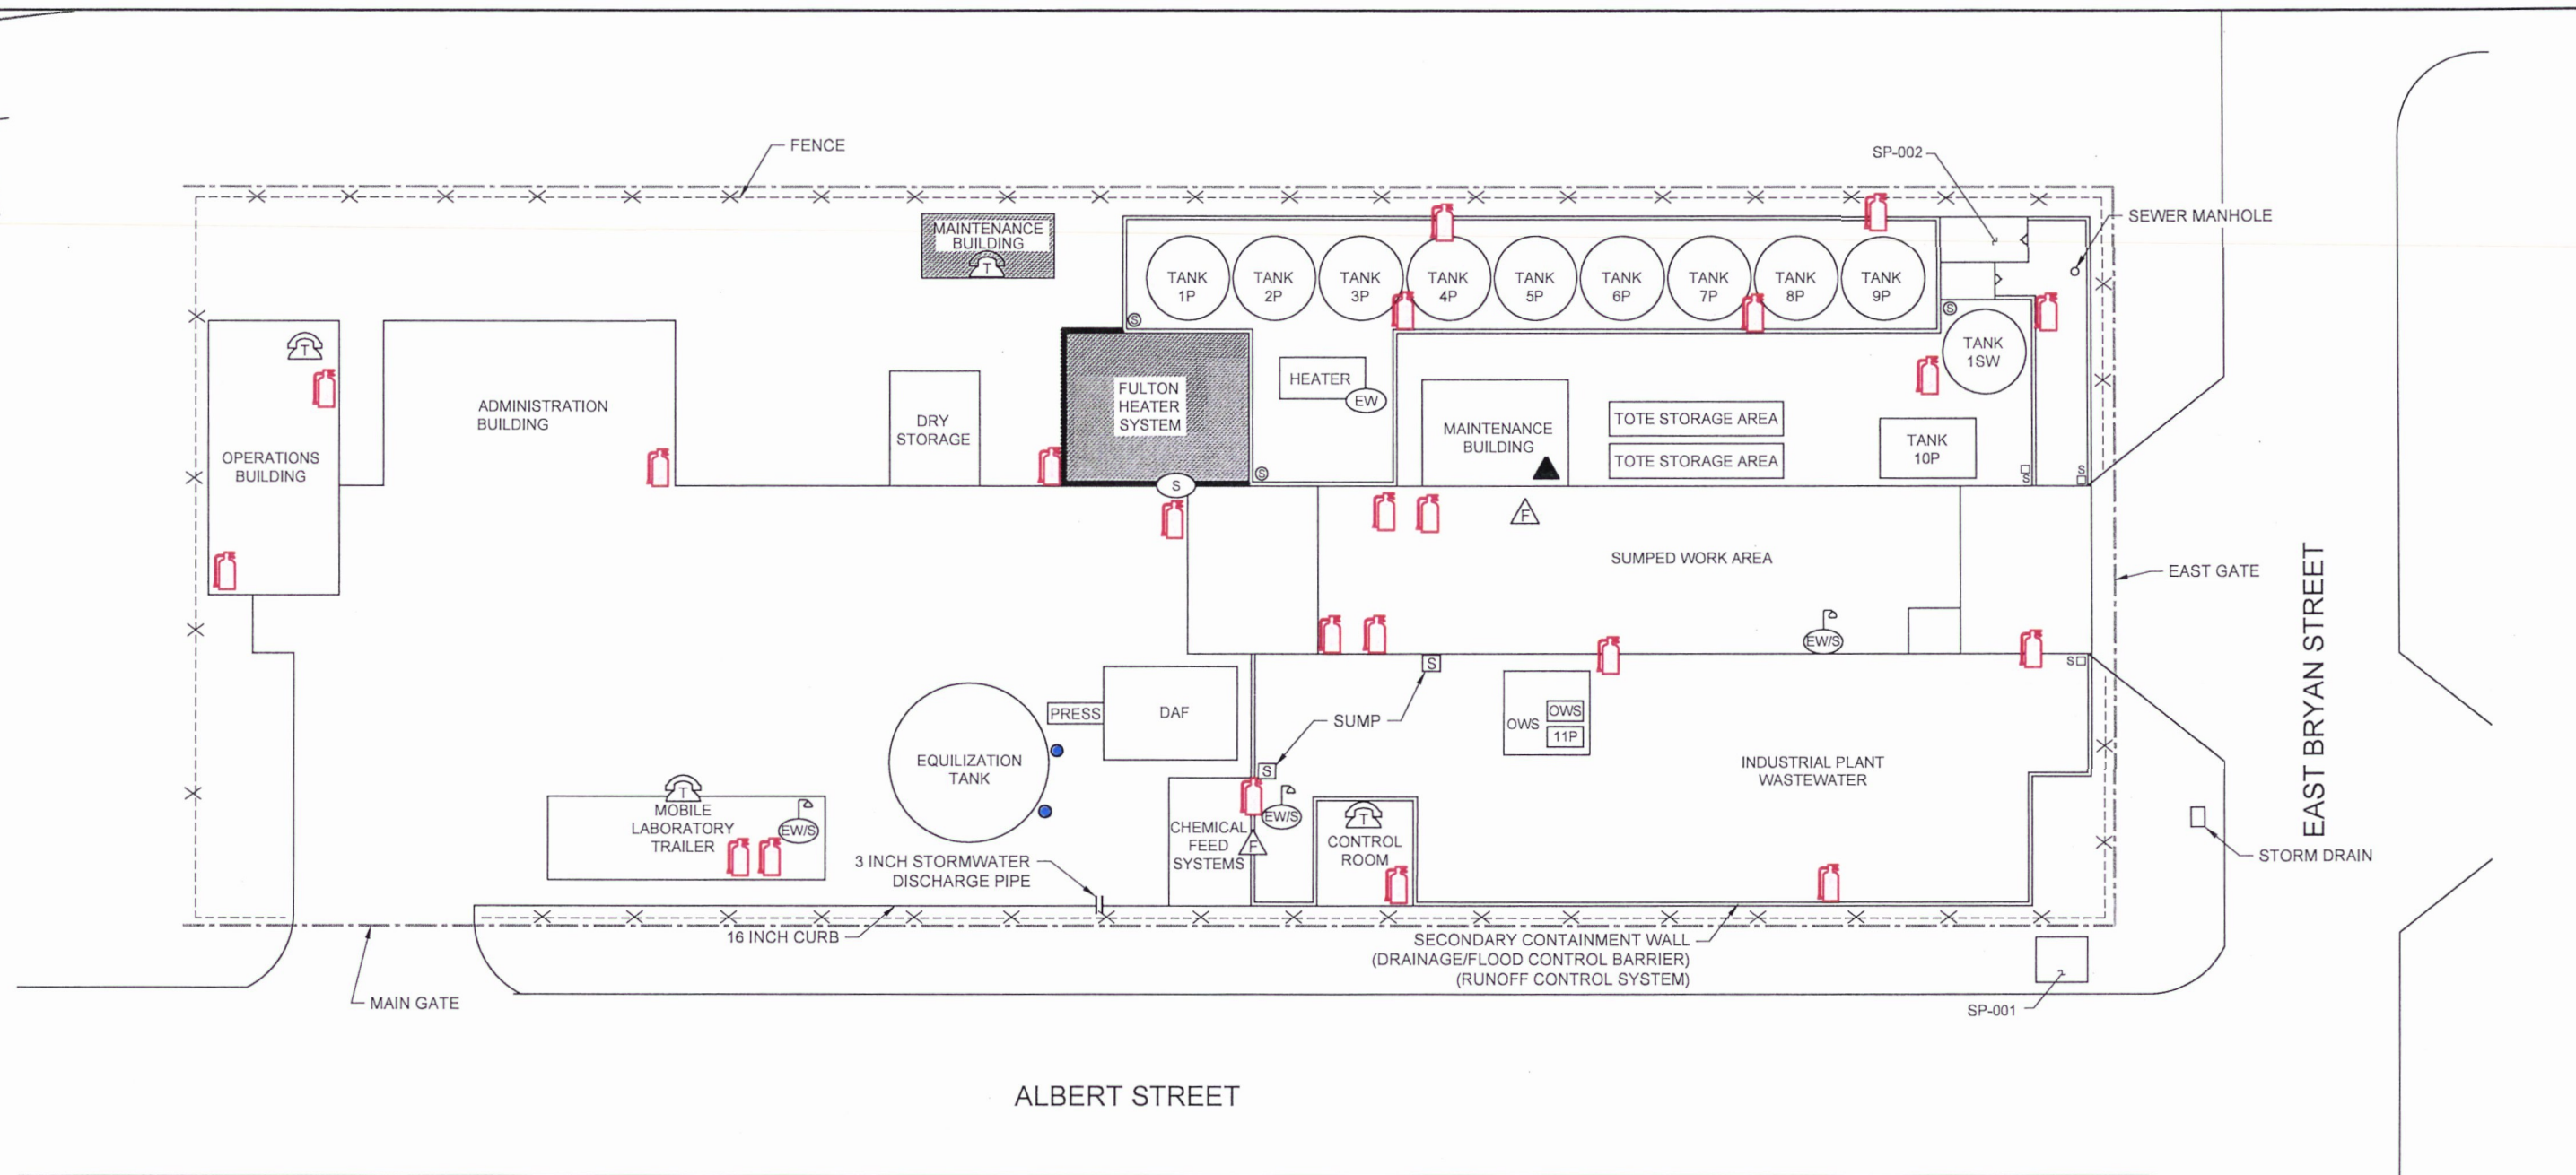 FENCE
SP-002
SEWER MANHOLE
MAINTENANCE
BUILDING
T
TANK
1P
TANK
2P
TANK
3P
TANK
4P
TANK
5P
TANK
6P
TANK
7P
TANK
8P
TANK
9P
S
S
T
TANK
1SW
HEATER
EW
FULTON
HEATER
SYSTEM
ADMINISTRATION
BUILDING
DRY
STORAGE
MAINTENANCE
BUILDING
TOTE STORAGE AREA
TOTE STORAGE AREA
TANK
10P
OPERATIONS
BUILDING
S
S
S
S
F
SUMPED WORK AREA
EAST GATE
EAST BRYAN STREET
EW/S
S
S
PRESS
DAF
SUMP
OWS
OWS
11P
EQUILIZATION
TANK
S
INDUSTRIAL PLANT
WASTEWATER
T
MOBILE
LABORATORY
TRAILER
EW/S
CHEMICAL
FEED
SYSTEMS
F
EW/S
T
CONTROL
ROOM
3 INCH STORMWATER
DISCHARGE PIPE
STORM DRAIN
16 INCH CURB
SECONDARY CONTAINMENT WALL
(DRAINAGE/FLOOD CONTROL BARRIER)
(RUNOFF CONTROL SYSTEM)
MAIN GATE
SP-001
ALBERT STREET